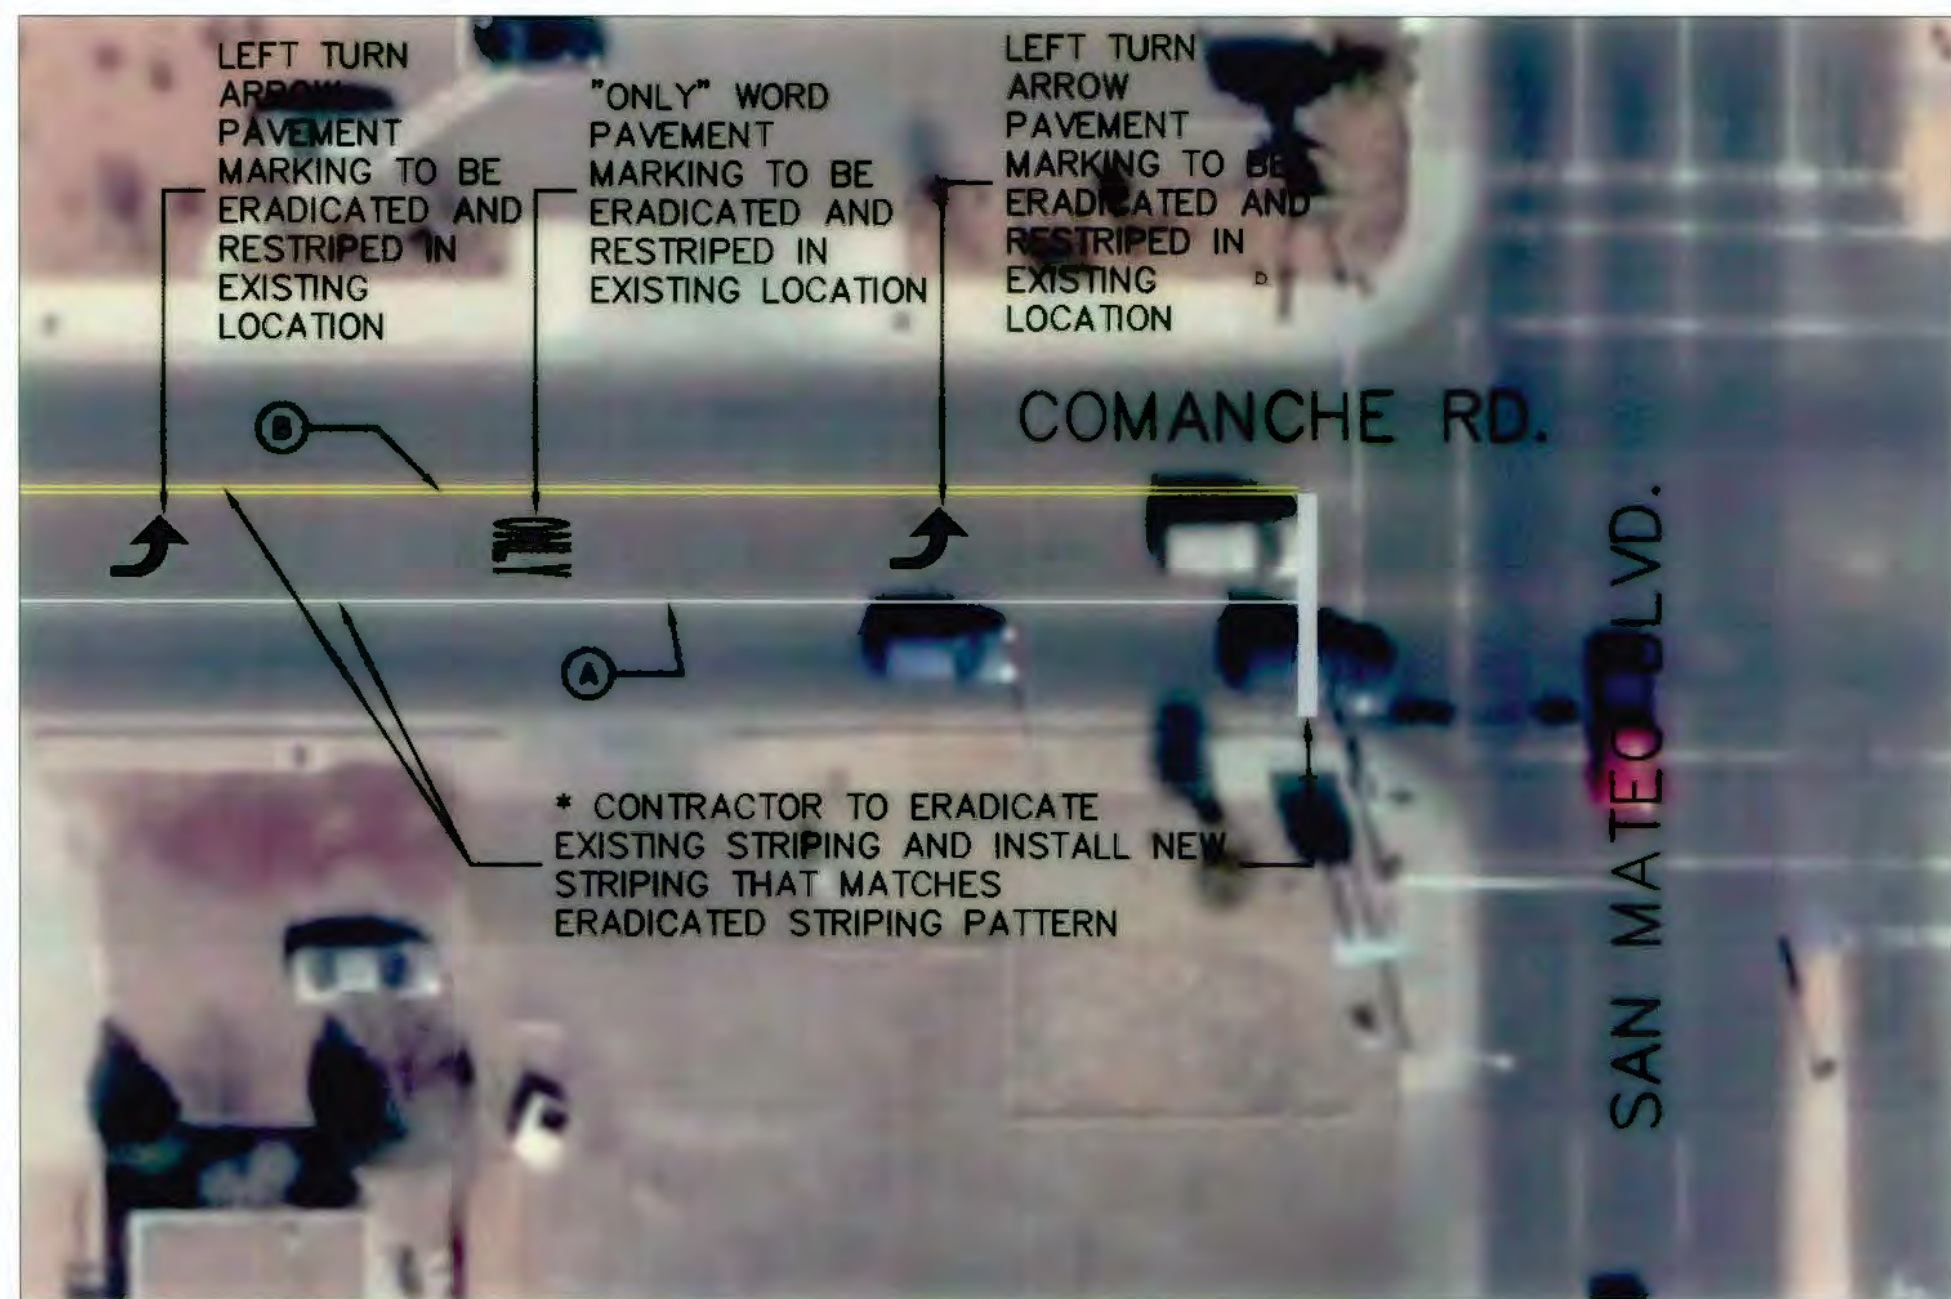 LEFT TURN
ARROW
PAVEMENT
MARKING TO BE
ERADICATED AND
RESTRIPED IN
EXISTING
LOCATION
"ONLY" WORD
PAVEMENT
MARKING TO BE
ERADICATED AND
RESTRIPED IN
EXISTING LOCATION
LEFT TURN
ARROW
PAVEMENT
MARKING TO BE
ERADICATED AND
RESTRIPED IN
EXISTING
LOCATION
COMANCHE RD.
B
ONLY
A
SAN MATEO BLVD.
* CONTRACTOR TO ERADICATE
EXISTING STRIPING AND INSTALL NEW
STRIPING THAT MATCHES
ERADICATED STRIPING PATTERN